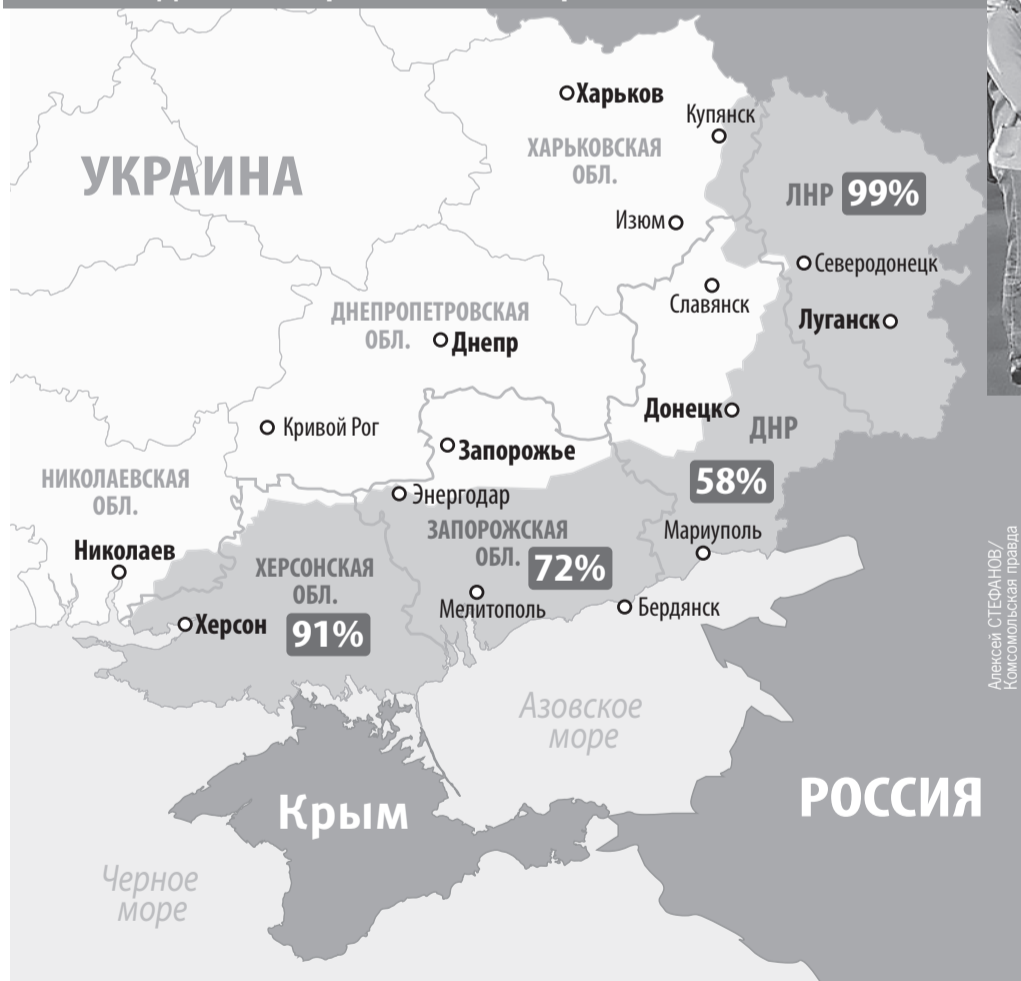 Харьков
Купянск
ХАРЬКОВСКАЯ
ОБЛ.
УКРАИНА
ЛНР 99%
Изюм
Северодонецк
Славянск
ДНЕПРОПЕТРОВСКАЯ
ОБЛ.
Днепр
Луганск
Донецк
ДНР
Кривой Рог
Запорожье
58%
НИКОЛАЕВСКАЯ
ОБЛ.
Энергодар
ЗАПОРОЖСКАЯ
ОБЛ. 72%
Мариуполь
Николаев
ХЕРСОНСКАЯ
ОБЛ.
91%
Мелитополь
Бердянск
Херсон
Азовское
море
Крым
РОССИЯ
Черное
море
Алексей СТЕФАНОВ/
Комсомольская правда